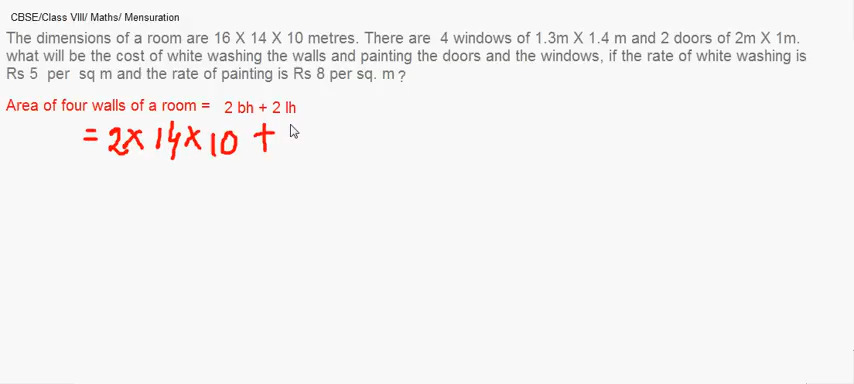 CBSE/Class VIII/ Maths/ Mensuration
The dimensions of a room are 16 X 14 X 10 metres. There are 4 windows of 1.3m X 1.4 m and 2 doors of 2m X 1m.
what will be the cost of white washing the walls and painting the doors and the windows, if the rate of white washing is
Rs 5 per sq m and the rate of painting is Rs 8 per sq. m ?
Area of four walls of a room = 2 bh + 2 lh
= 2 x 14 x 10 +